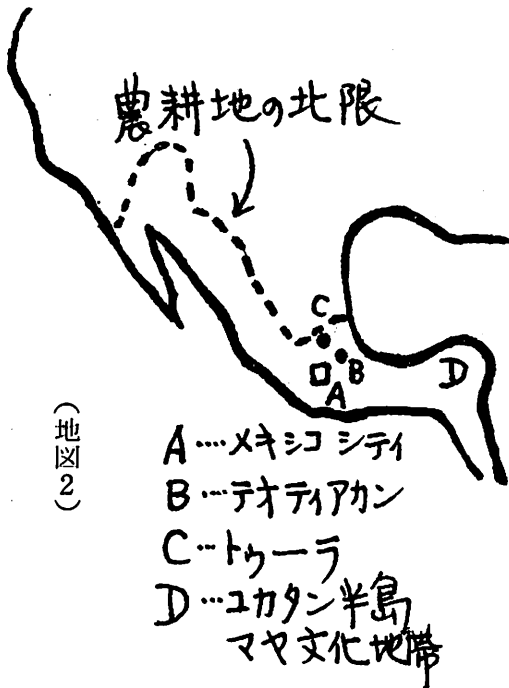 農耕地の北限
C
B
A
D
(地図2)
A….メキシコ シティ
B…テオティアカン
C…トゥーラ
D…ユカタン半島
マヤ文化地帯